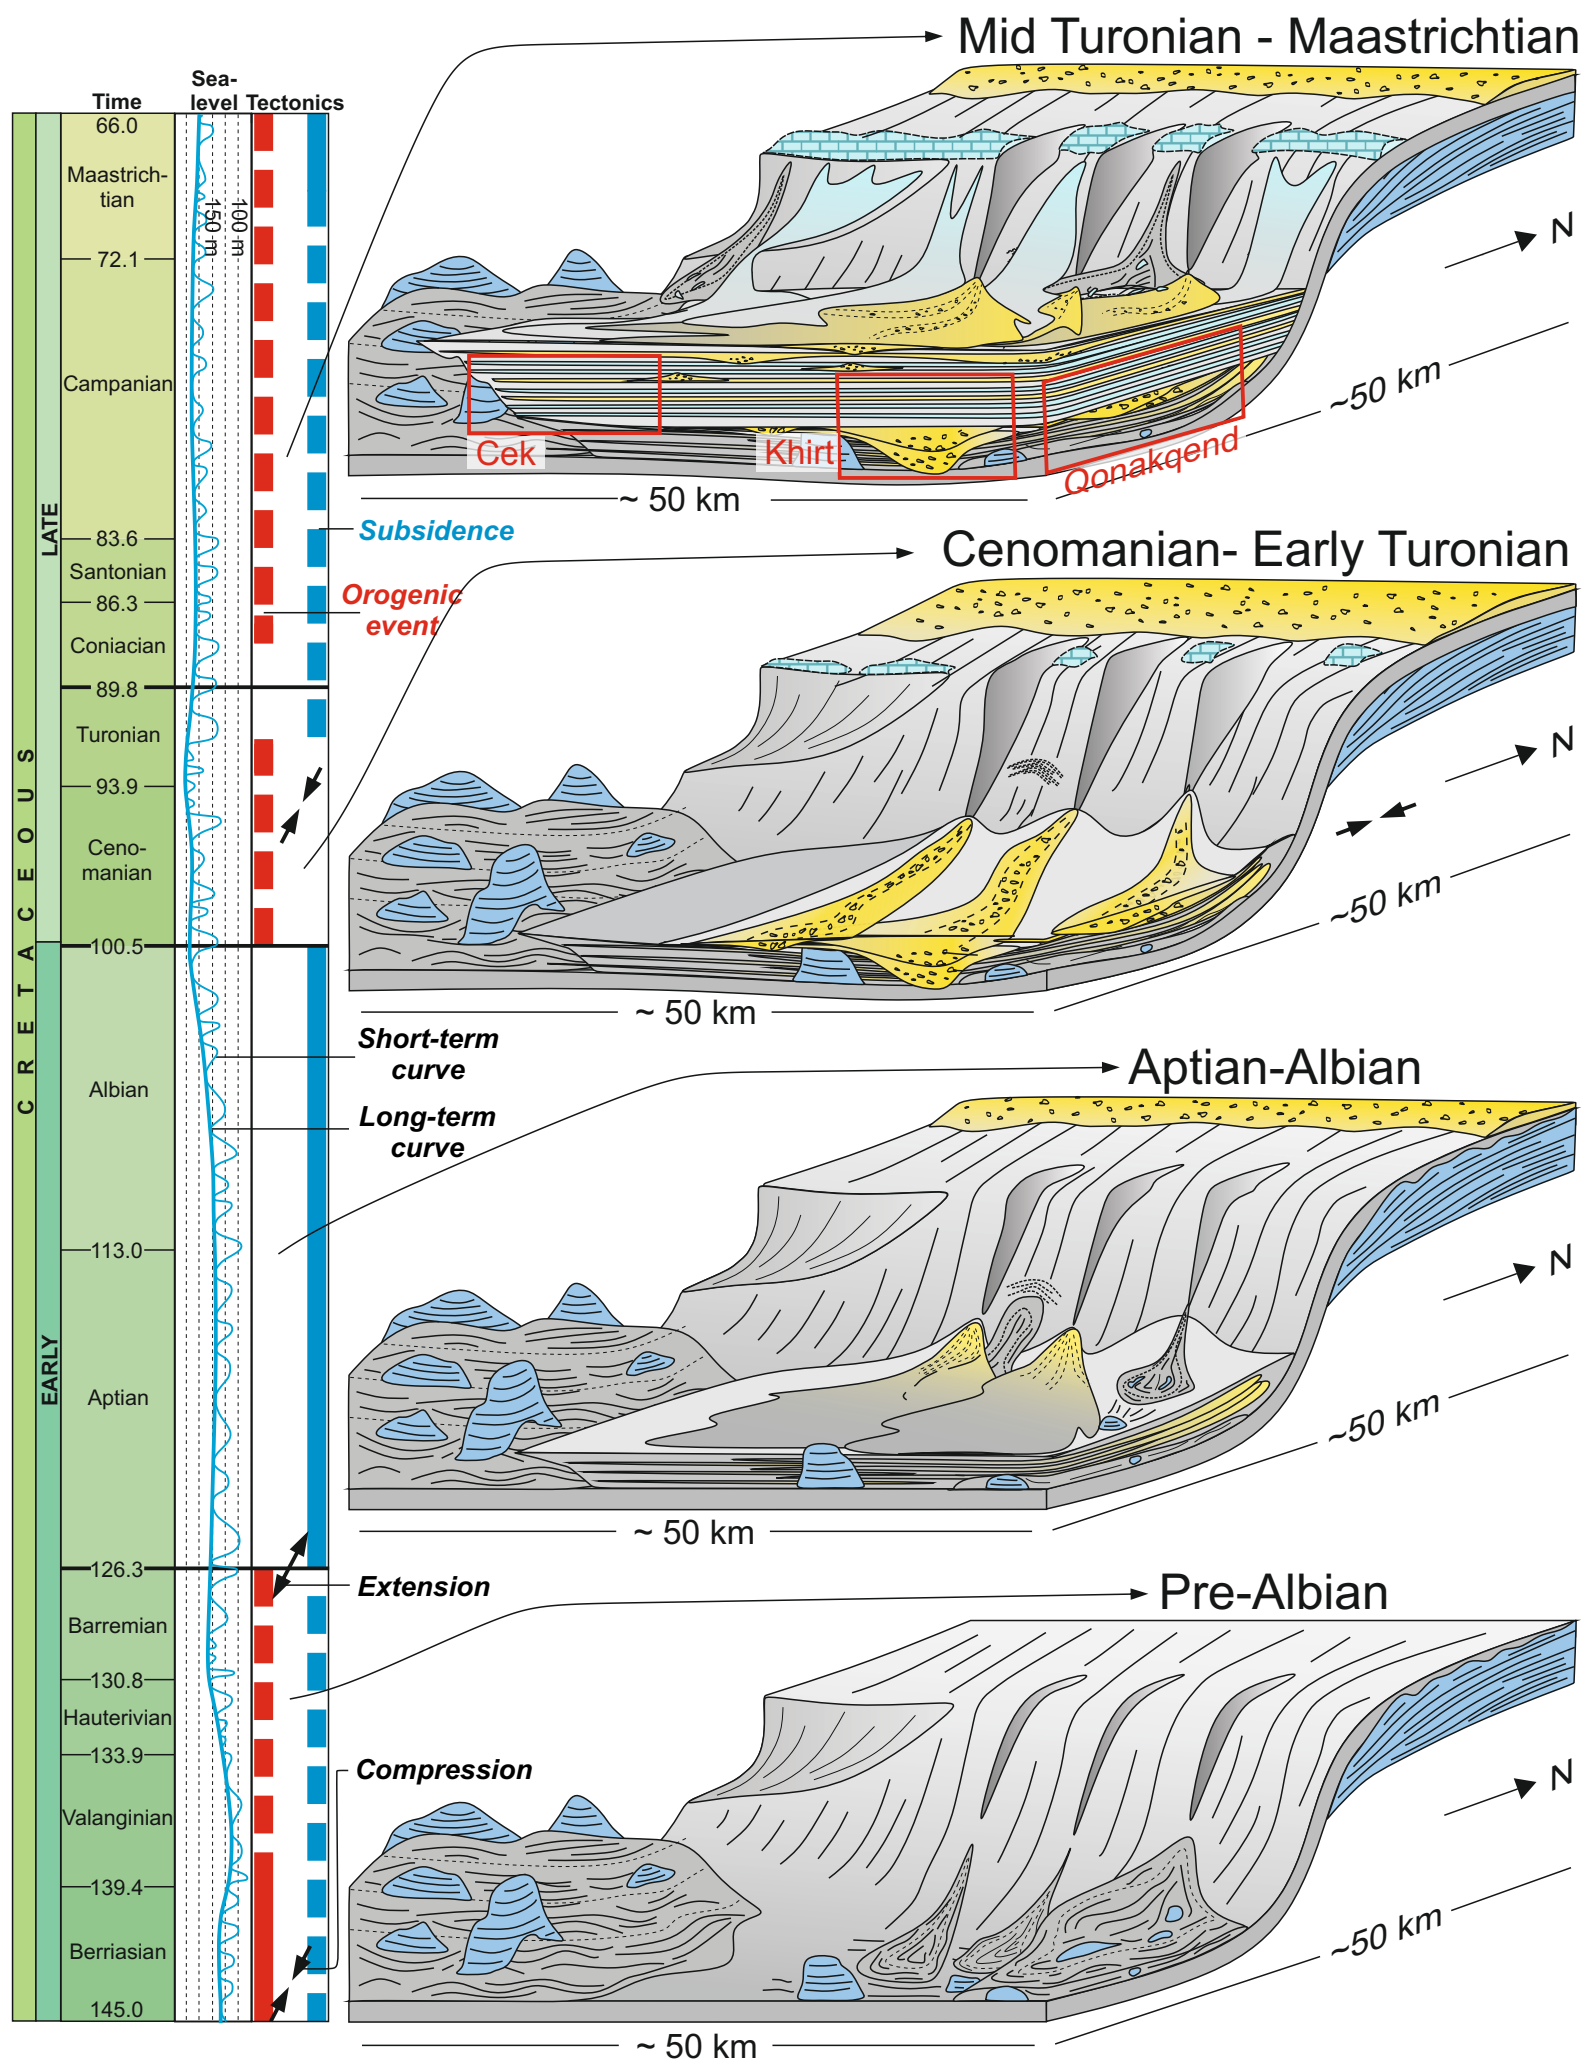 Mid Turonian - Maastrichtian
Time
Sea-
level
Tectonics
66.0
Maastrich-
tian
150 m
100 m
72.1
Campanian
83.6
Santonian
86.3
Coniacian
89.8
Turonian
93.9
Ceno-
manian
100.5
Albian
113.0
Aptian
126.3
Barremian
130.8
Hauterivian
133.9
Valanginian
139.4
Berriasian
145.0
CRETACEOUS
LATE
EARLY
N
~50 km
Cek
Khirt
Qonakqend
~ 50 km
Subsidence
Orogenic
event
Cenomanian- Early Turonian
N
~50 km
~ 50 km
Short-term
curve
Long-term
curve
Aptian-Albian
N
~50 km
~ 50 km
Extension
Pre-Albian
Compression
N
~50 km
~ 50 km